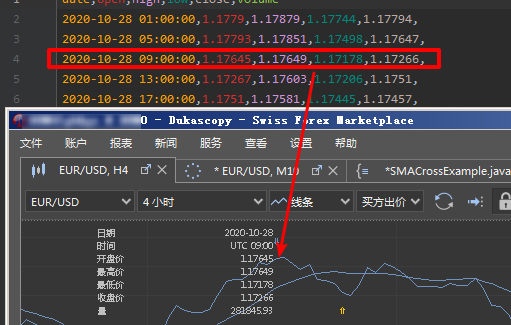 date,open,high,low,close,volume
2 2020-10-28 01:00:00,1.1779,1.17879,1.17744,1.17794,
3 2020-10-28 05:00:00,1.17793,1.17851,1.17498,1.17647,
4 2020-10-28 09:00:00,1.17645,1.17649,1.17178,1.17266,
5 2020-10-28 13:00:00,1.17267,1.17603,1.17206,1.1751,
6 2020-10-28 17:00:00,1.1751,1.17581,1.17445,1.17457,
O - Dukascopy - Swiss Forex Marketplace
文件 账户 报表 新闻 服务 查看 设置 帮助
EUR/USD, H4 * EUR/USD, M10 *SMACrossExample.java
EUR/USD 4 小时 线条 买方出价
日期 2020-10-28
时间 UTC 09:00
开盘价 1.17645
最高价 1.17649
最低价 1.17178
收盘价 1.17266
量 281845.93